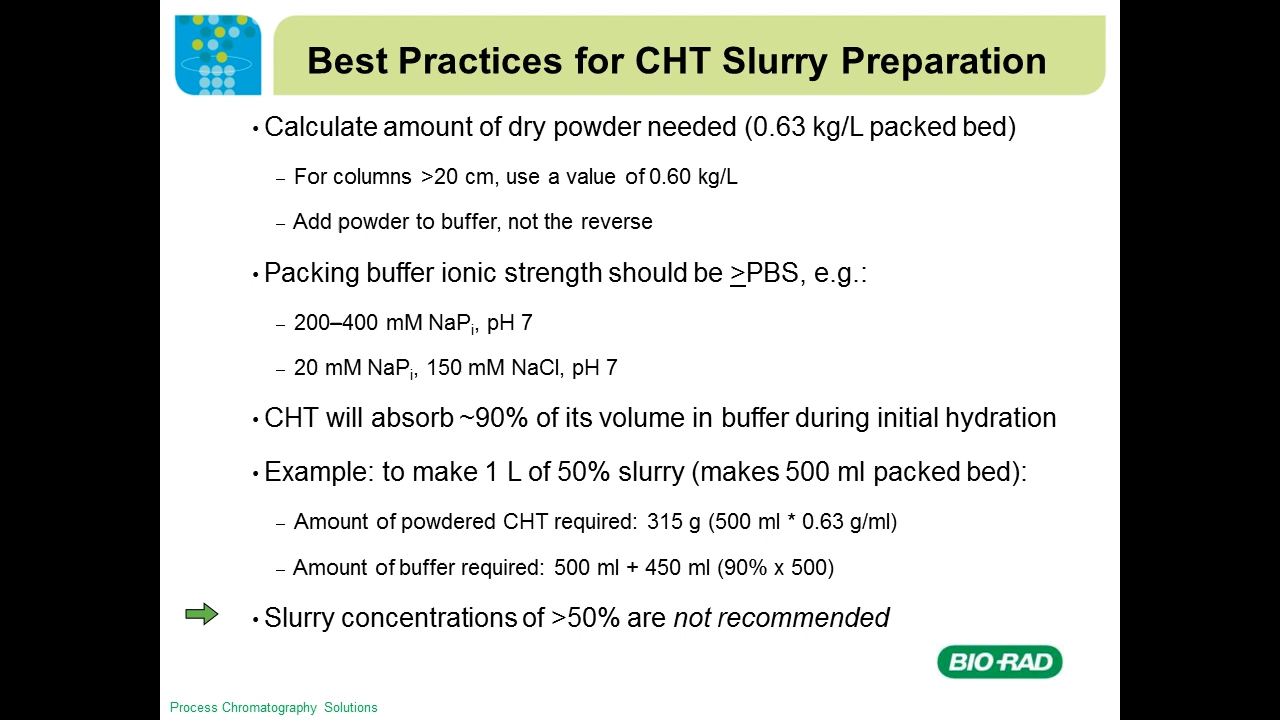 Best Practices for CHT Slurry Preparation
• Calculate amount of dry powder needed (0.63 kg/L packed bed)
– For columns >20 cm, use a value of 0.60 kg/L
– Add powder to buffer, not the reverse
• Packing buffer ionic strength should be >PBS, e.g.:
– 200–400 mM NaPi, pH 7
– 20 mM NaPi, 150 mM NaCl, pH 7
• CHT will absorb ~90% of its volume in buffer during initial hydration
• Example: to make 1 L of 50% slurry (makes 500 ml packed bed):
– Amount of powdered CHT required: 315 g (500 ml * 0.63 g/ml)
– Amount of buffer required: 500 ml + 450 ml (90% x 500)
• Slurry concentrations of >50% are not recommended
BIO-RAD
Process Chromatography Solutions